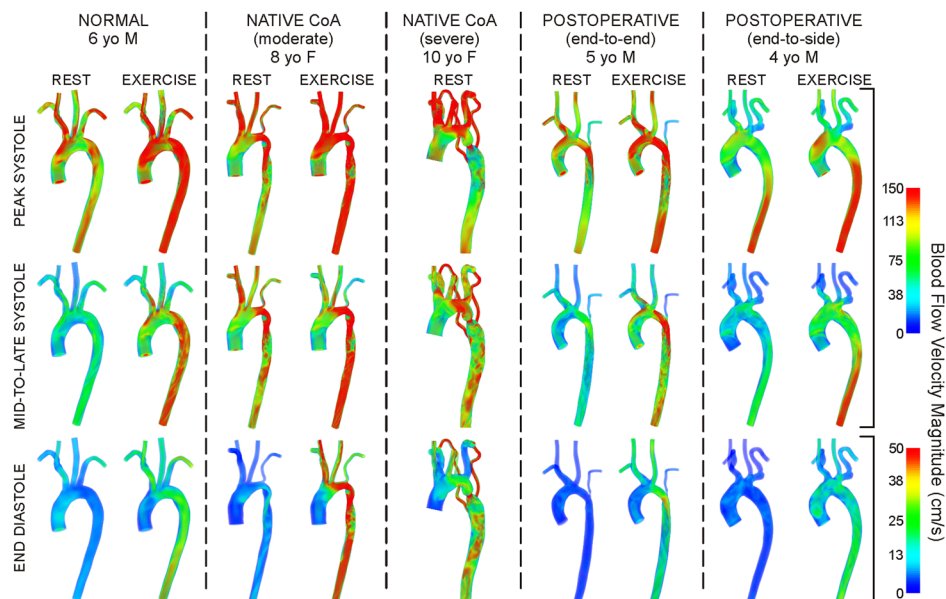 NORMAL
6 yo M
NATIVE CoA
(moderate)
8 yo F
NATIVE CoA
(severe)
10 yo F
POSTOPERATIVE
(end-to-end)
5 yo M
POSTOPERATIVE
(end-to-side)
4 yo M
REST
EXERCISE
REST
EXERCISE
REST
REST
EXERCISE
REST
EXERCISE
PEAK SYSTOLE
MID-TO-LATE SYSTOLE
END DIASTOLE
150
113
75
38
0
50
38
25
13
0
Blood Flow Velocity Magnitude (cm/s)